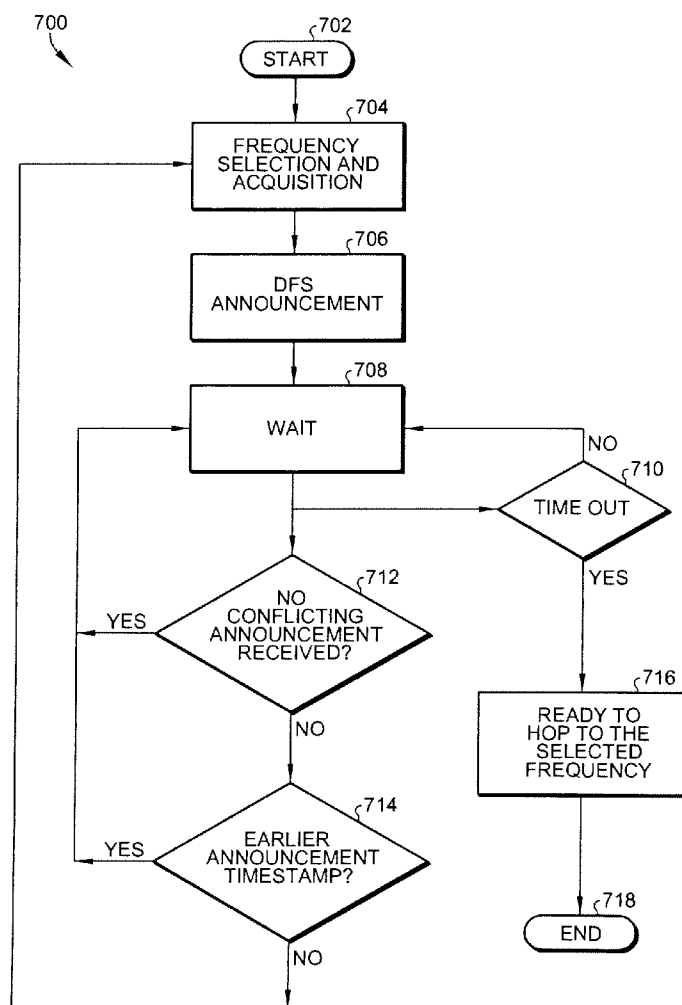 700
702
START
704
FREQUENCY
SELECTION AND
ACQUISITION
706
DFS
ANNOUNCEMENT
708
WAIT
NO
710
TIME OUT
YES
712
NO
CONFLICTING
ANNOUNCEMENT
RECEIVED?
YES
NO
716
READY TO
HOP TO THE
SELECTED
FREQUENCY
714
EARLIER
ANNOUNCEMENT
TIMESTAMP?
YES
NO
718
END